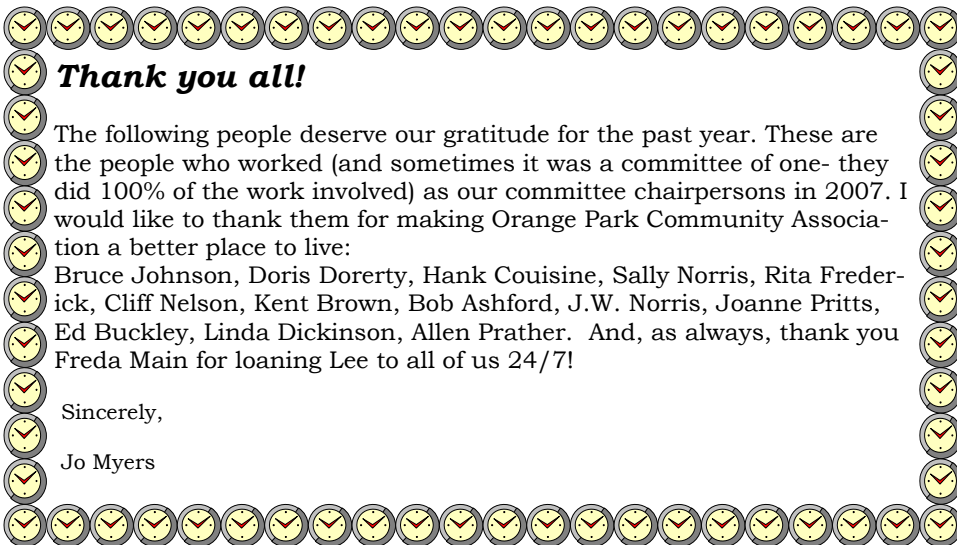 Thank you all!
The following people deserve our gratitude for the past year. These are
the people who worked (and sometimes it was a committee of one- they
did 100% of the work involved) as our committee chairpersons in 2007. I
would like to thank them for making Orange Park Community Associa-
tion a better place to live:
Bruce Johnson, Doris Dorerty, Hank Couisine, Sally Norris, Rita Freder-
ick, Cliff Nelson, Kent Brown, Bob Ashford, J.W. Norris, Joanne Pritts,
Ed Buckley, Linda Dickinson, Allen Prather.  And, as always, thank you
Freda Main for loaning Lee to all of us 24/7!
Sincerely,
Jo Myers